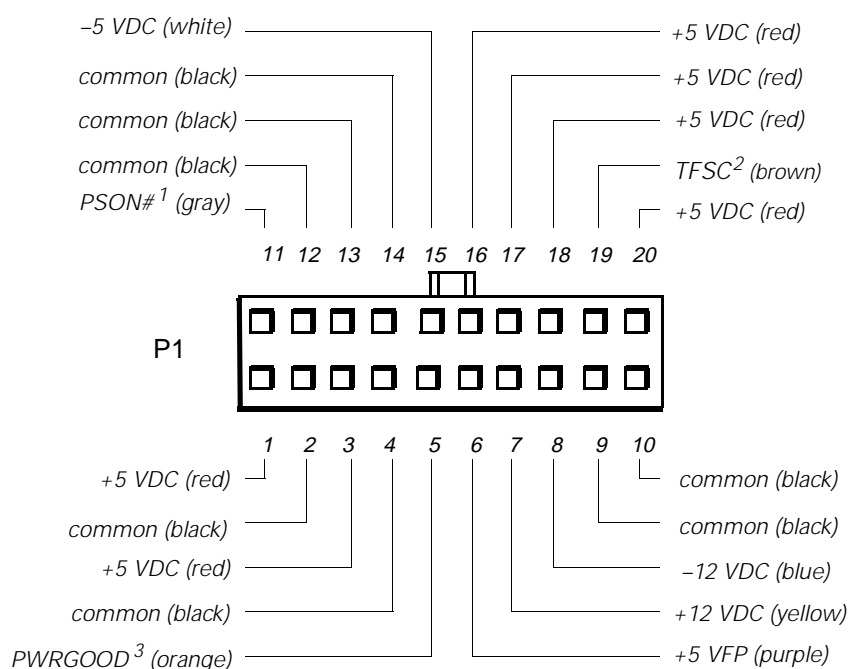 –5 VDC (white)
+5 VDC (red)
common (black)
+5 VDC (red)
common (black)
+5 VDC (red)
common (black)
TFSC2 (brown)
PSON# 1 (gray)
+5 VDC (red)
11 12 13 14 15 16 17 18 19 20
P1
1 2 3 4 5 6 7 8 9 10
+5 VDC (red)
common (black)
common (black)
common (black)
+5 VDC (red)
–12 VDC (blue)
common (black)
+12 VDC (yellow)
PWRGOOD 3 (orange)
+5 VFP (purple)